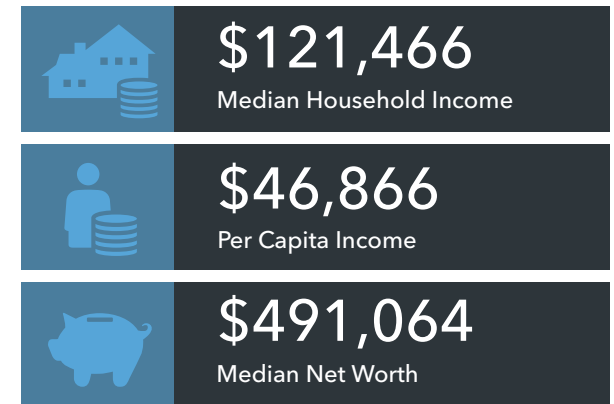 $121,466
Median Household Income
$46,866
Per Capita Income
$491,064
Median Net Worth